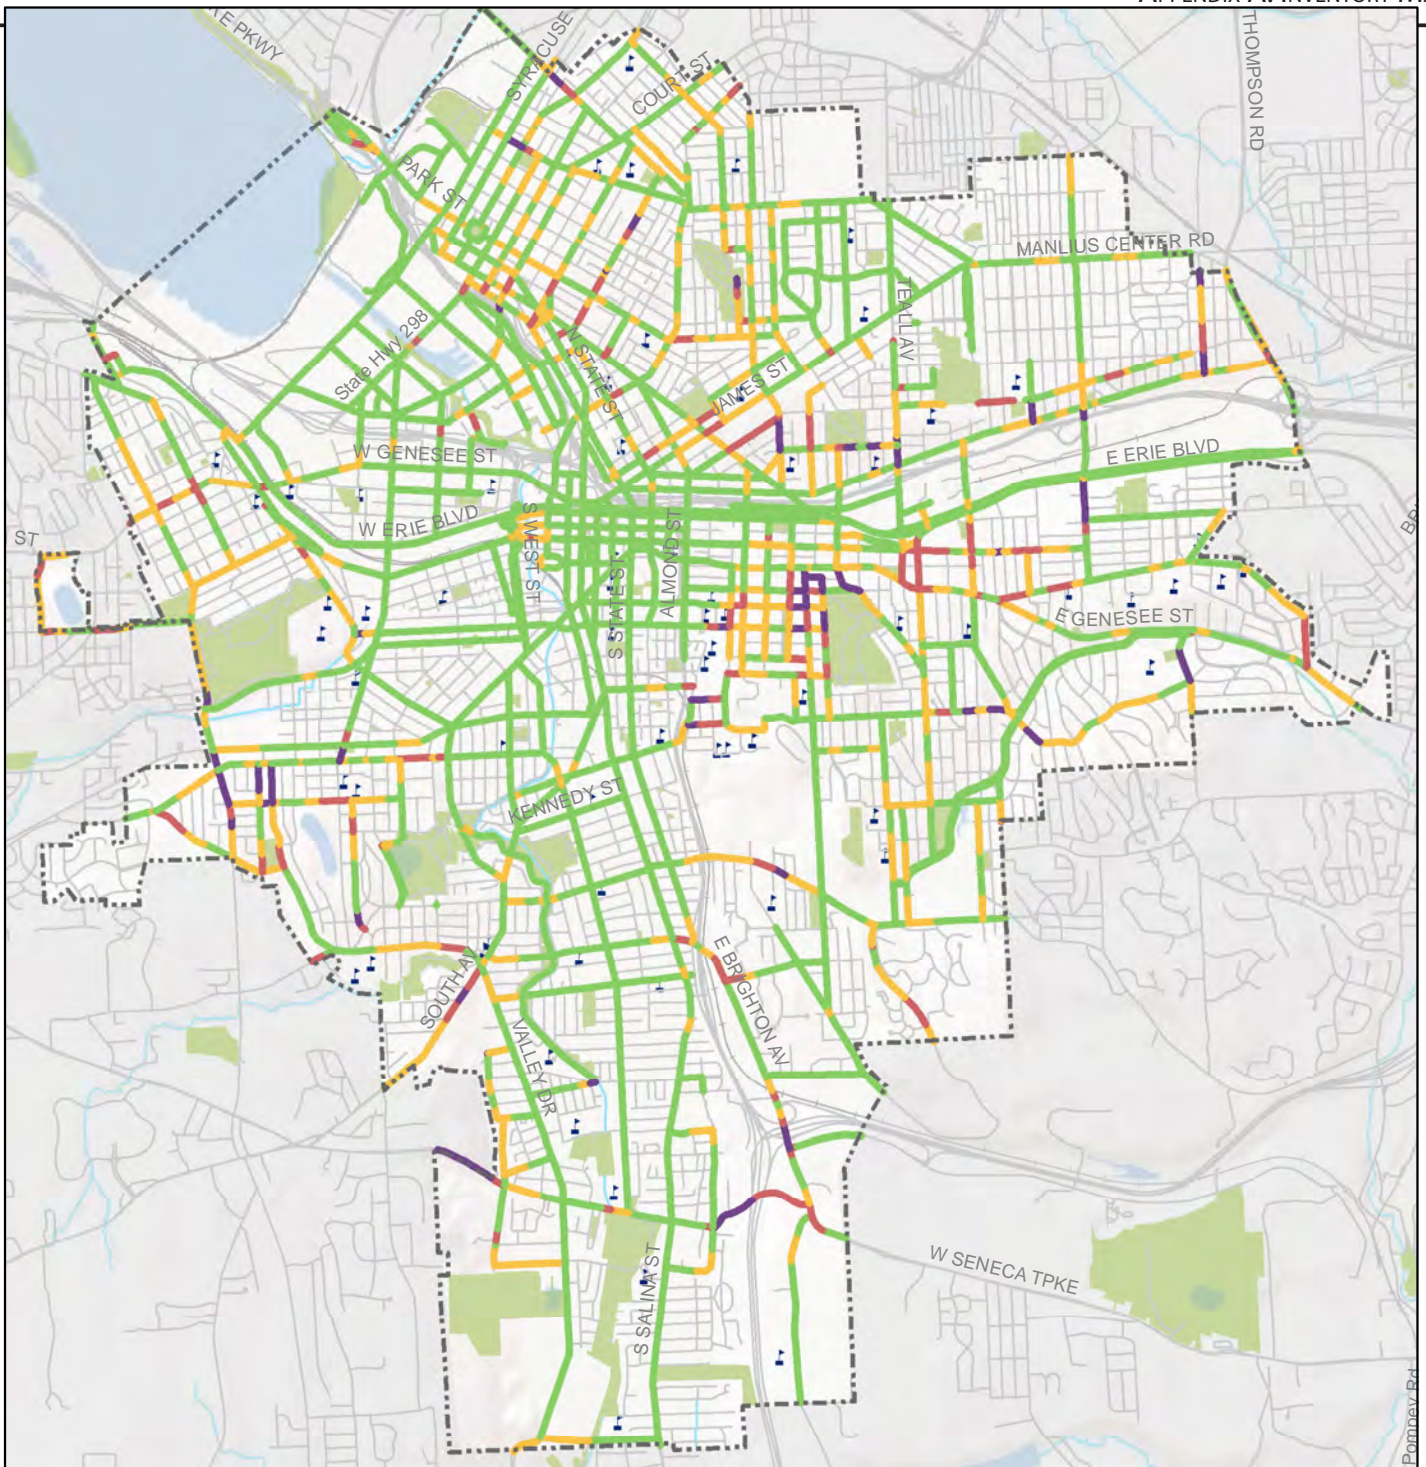 KE PKWY
SYRACUSE
COURT ST
THOMPSON RD
PARK ST
MANLIUS CENTER RD
TEALL AV
State Hwy 298
N STATE ST
JAMES ST
W GENESEE ST
E ERIE BLVD
W ERIE BLVD
S WEST ST
ST
ALMOND ST
S STATE ST
E GENESEE ST
KENNEDY ST
SOUTH AV
E BRIGHTON AV
VALLEY DR
W SENECA TPKE
S SALINA ST
Pompey Rd